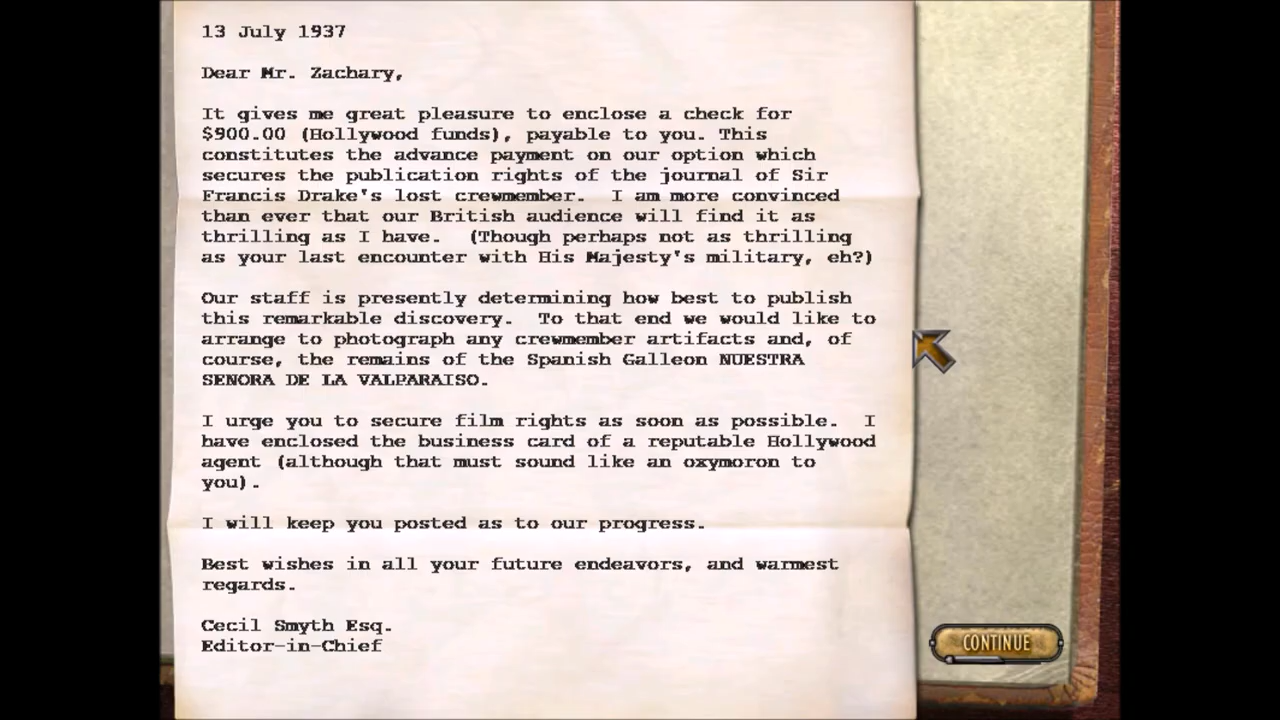 13 July 1937
Dear Mr. Zachary,
It gives me great pleasure to enclose a check for
$900.00 (Hollywood funds), payable to you. This
constitutes the advance payment on our option which
secures the publication rights of the journal of Sir
Francis Drake's lost crewmember.  I am more convinced
than ever that our British audience will find it as
thrilling as I have.  (Though perhaps not as thrilling
as your last encounter with His Majesty's military, eh?)
Our staff is presently determining how best to publish
this remarkable discovery.  To that end we would like to
arrange to photograph any crewmember artifacts and, of
course, the remains of the Spanish Galleon NUESTRA
SENORA DE LA VALPARAISO.
I urge you to secure film rights as soon as possible.  I
have enclosed the business card of a reputable Hollywood
agent (although that must sound like an oxymoron to
you).
I will keep you posted as to our progress.
Best wishes in all your future endeavors, and warmest
regards.
Cecil Smyth Esq.
Editor-in-Chief
CONTINUE